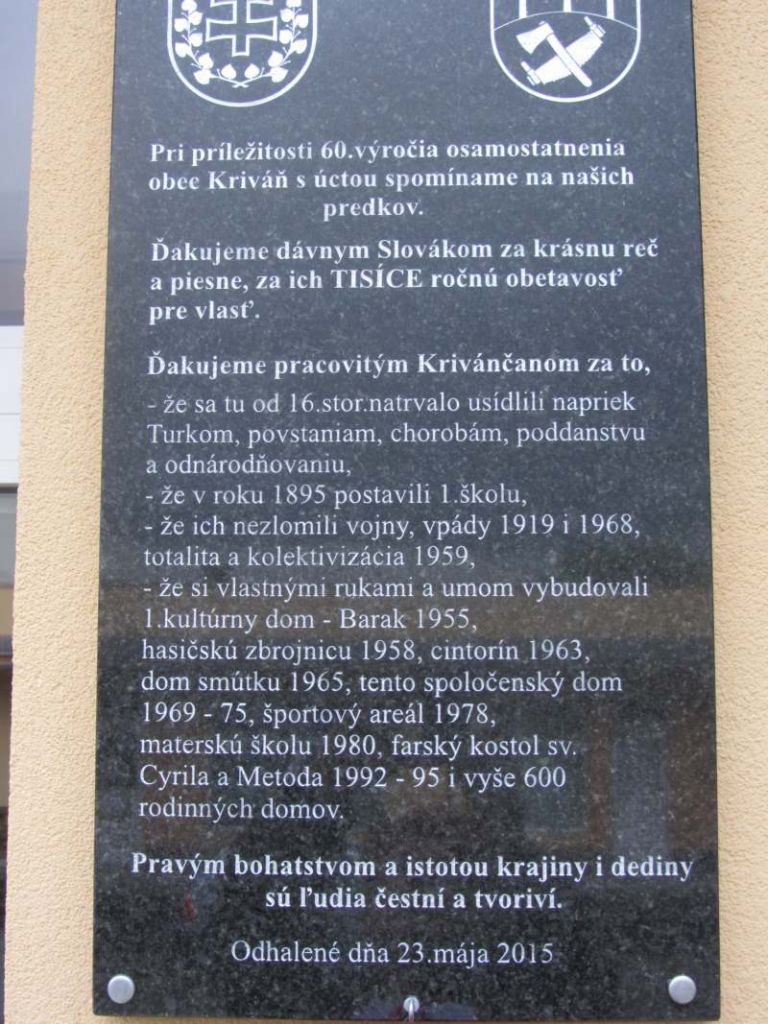 Pri príležitosti 60.výročia osamostatnenia
obec Kriváň s úctou spomíname na našich
predkov.
Ďakujeme dávnym Slovákom za krásnu reč
a piesne, za ich TISÍCE ročnú obetavosť
pre vlasť.
Ďakujeme pracovitým Krivánčanom za to,
- že sa tu od 16.stor.natrvalo usídlili napriek
Turkom, povstaniam, chorobám, poddanstvu
a odnárodňovaniu,
- že v roku 1895 postavili 1.školu,
- že ich nezlomili vojny, vpády 1919 i 1968,
totalita a kolektivizácia 1959,
- že si vlastnými rukami a umom vybudovali
1.kultúrny dom - Barak 1955,
hasičskú zbrojnicu 1958, cintorín 1963,
dom smútku 1965, tento spoločenský dom
1969 - 75, športový areál 1978,
materskú školu 1980, farský kostol sv.
Cyrila a Metoda 1992 - 95 i vyše 600
rodinných domov.
Pravým bohatstvom a istotou krajiny i dediny
sú ľudia čestní a tvoriví.
Odhalené dňa 23.mája 2015